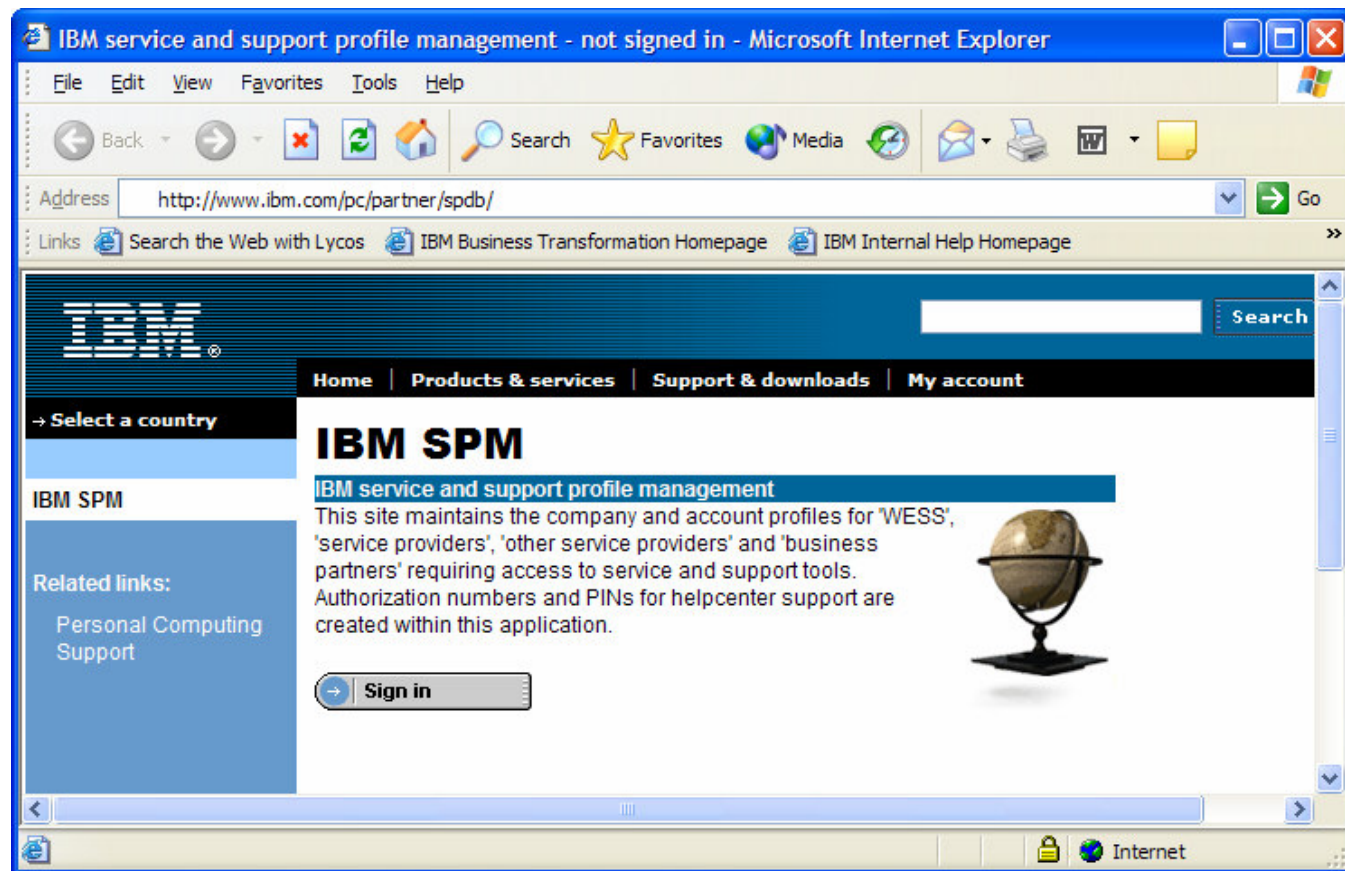 IBM service and support profile management - not signed in - Microsoft Internet Explorer
File Edit View Favorites Tools Help
Back Search Favorites Media W
Address http://www.ibm.com/pc/partner/spdb/ Go
Links Search the Web with Lycos IBM Business Transformation Homepage IBM Internal Help Homepage »
IBM® Search
Home | Products & services | Support & downloads | My account
→ Select a country
IBM SPM
IBM service and support profile management
IBM SPM
This site maintains the company and account profiles for 'WESS',
'service providers', 'other service providers' and 'business
partners' requiring access to service and support tools.
Authorization numbers and PINs for helpcenter support are
created within this application.
Related links:
Personal Computing
Support
Sign in
Internet